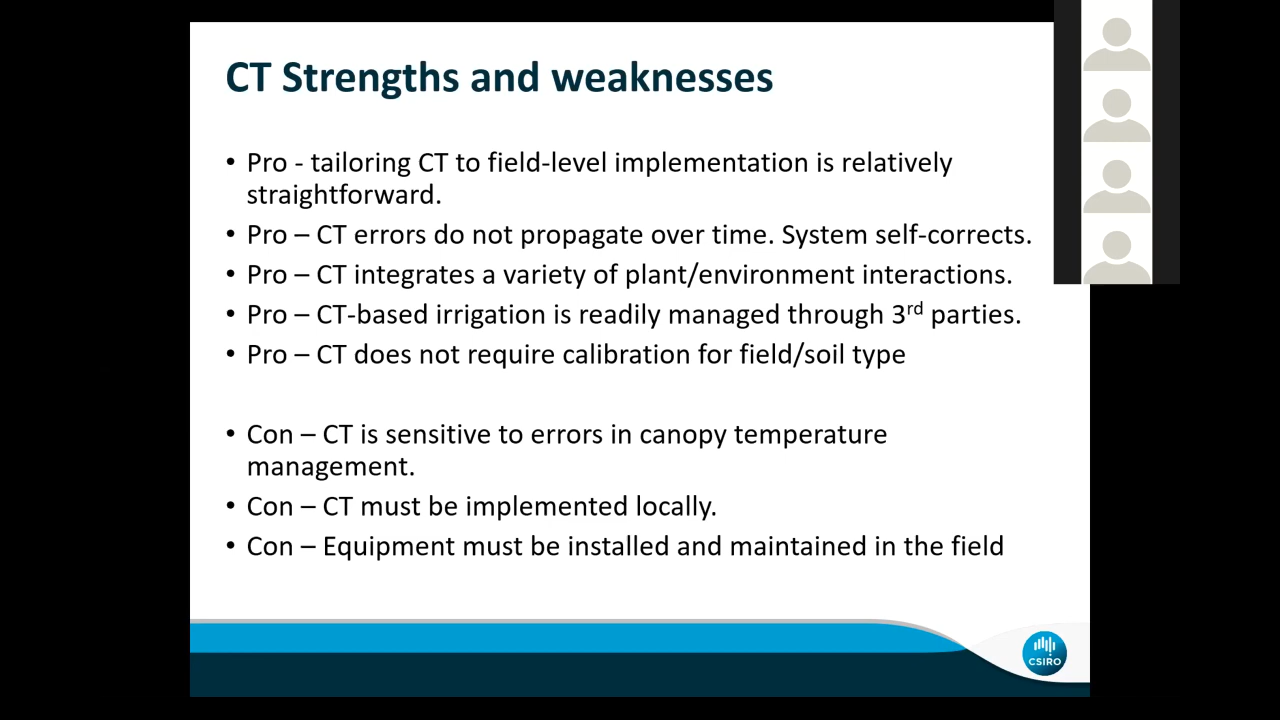 CT Strengths and weaknesses
• Pro - tailoring CT to field-level implementation is relatively
straightforward.
• Pro – CT errors do not propagate over time. System self-corrects.
• Pro – CT integrates a variety of plant/environment interactions.
• Pro – CT-based irrigation is readily managed through 3rd parties.
• Pro – CT does not require calibration for field/soil type
• Con – CT is sensitive to errors in canopy temperature
management.
• Con – CT must be implemented locally.
• Con – Equipment must be installed and maintained in the field
CSIRO